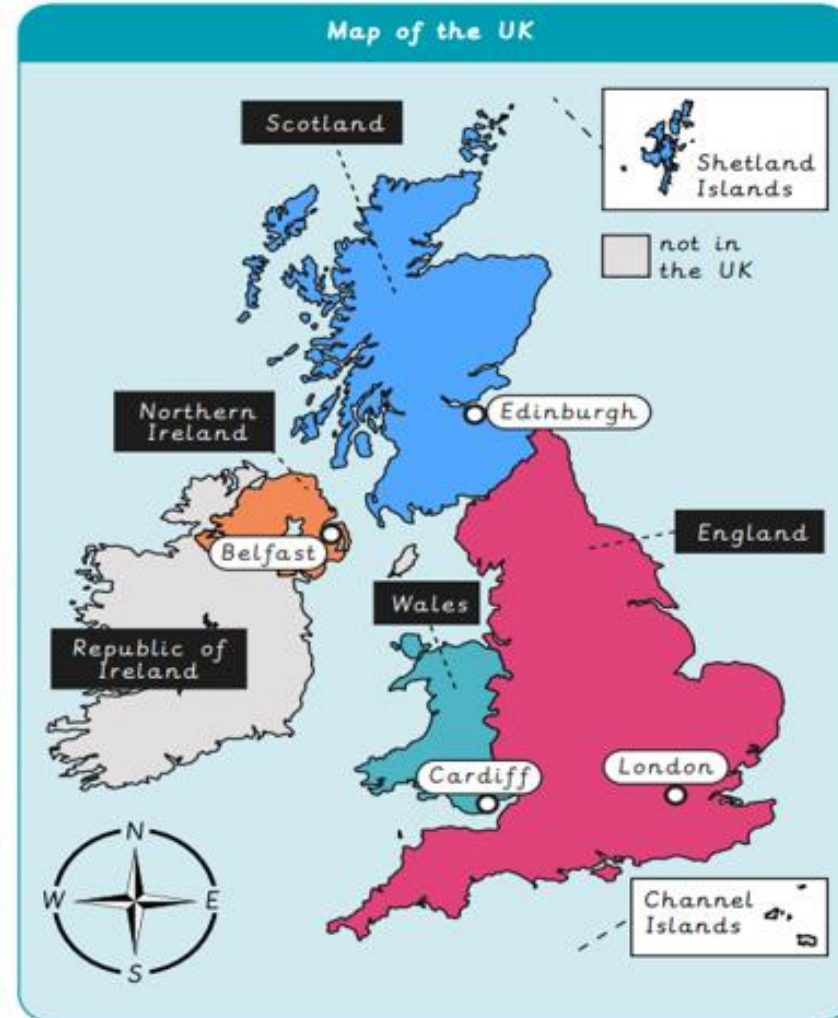 Map of the UK
Scotland
Shetland
Islands
not in
the UK
Northern
Ireland
Edinburgh
England
Belfast
Wales
Republic of
Ireland
Cardiff
London
N
W
E
S
Channel
Islands